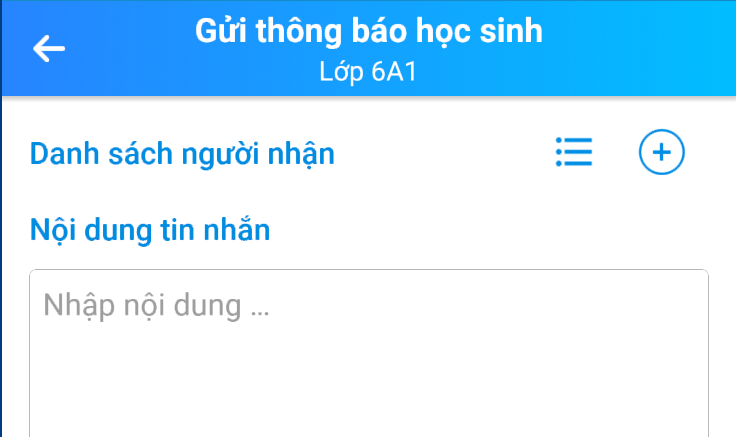 Gửi thông báo học sinh
Lớp 6A1
Danh sách người nhận
Nội dung tin nhắn
Nhập nội dung ...